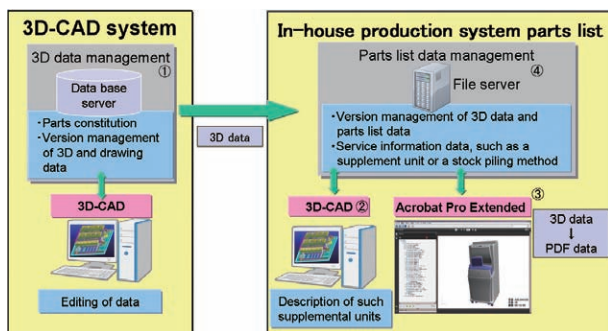 3D-CAD system
3D data management
①
Data base
server
・Parts constitution
・Version management
of 3D and drawing
data
3D-CAD
Editing of data
3D data
In-house production system parts list
Parts list data management
④
File server
・Version management of 3D data and
parts list data
・Service information data, such as a
supplement unit or a stock piling method
3D-CAD ②
Description of such
supplemental units
Acrobat Pro Extended
③
3D data
↓
PDF data